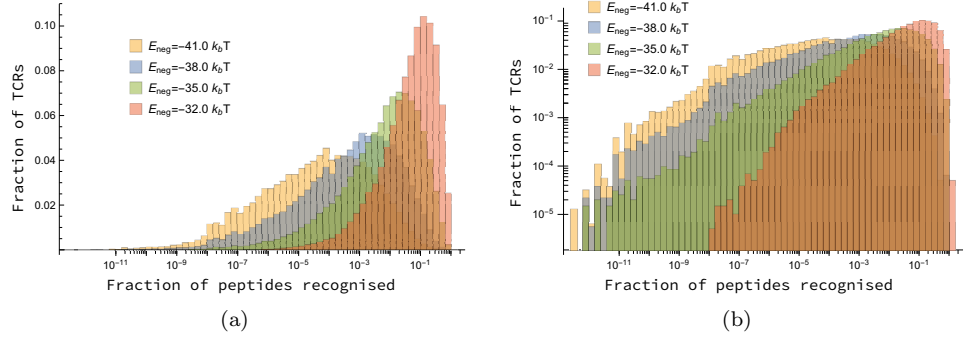 0.10
0.08
0.06
0.04
0.02
Fraction of TCRs
E_neg=−41.0 k_bT
E_neg=−38.0 k_bT
E_neg=−35.0 k_bT
E_neg=−32.0 k_bT
10^−11 10^−9 10^−7 10^−5 10^−3 10^−1
Fraction of peptides recognised
(a)
10^−1
10^−2
10^−3
10^−4
10^−5
Fraction of TCRs
E_neg=−41.0 k_bT
E_neg=−38.0 k_bT
E_neg=−35.0 k_bT
E_neg=−32.0 k_bT
10^−11 10^−9 10^−7 10^−5 10^−3 10^−1
Fraction of peptides recognised
(b)